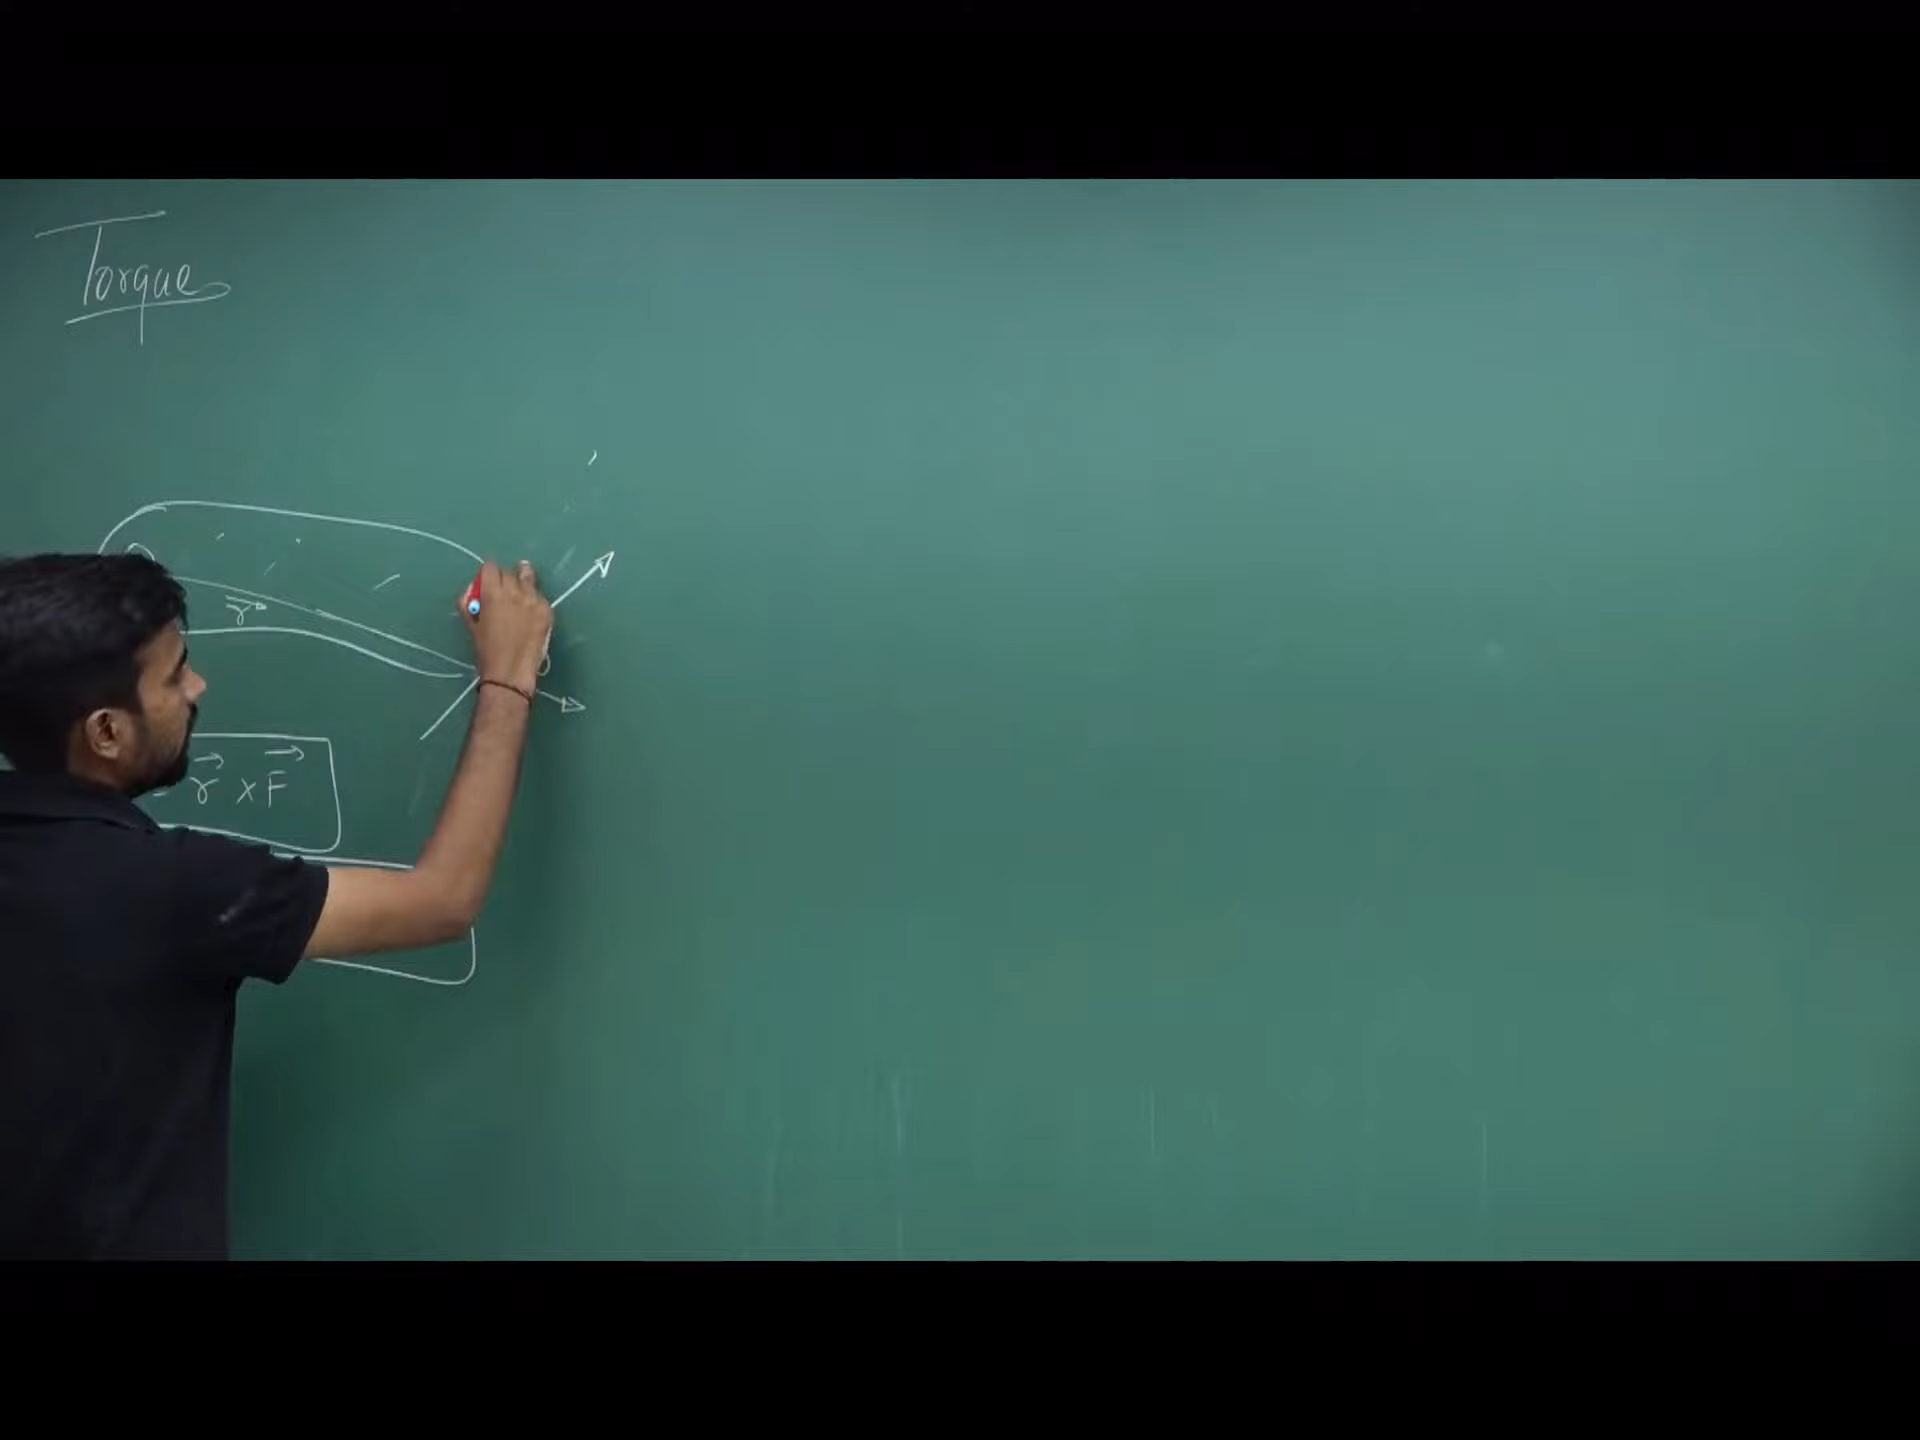 Torque
r
θ
= r × F